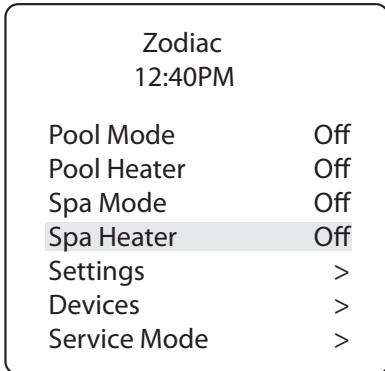 Zodiac
12:40PM
Pool Mode Off
Pool Heater Off
Spa Mode Off
Spa Heater Off
Settings >
Devices >
Service Mode >